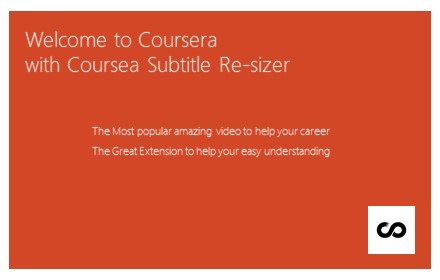 Welcome to Coursera
with Coursea Subtitle Re-sizer
The Most popular amazing video to help your career
The Great Extension to help your easy understanding